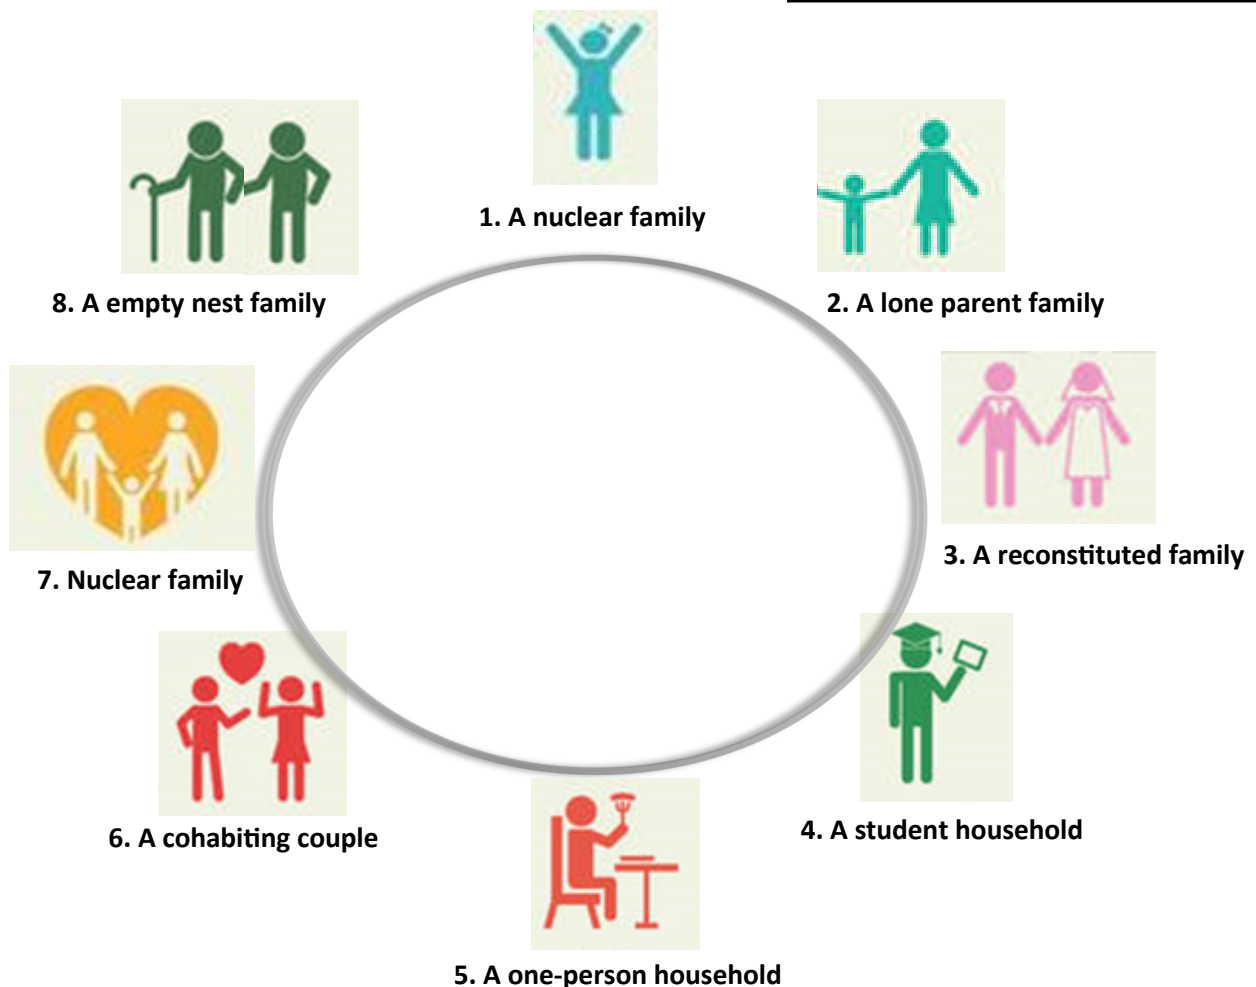 1. A nuclear family
2. A lone parent family
3. A reconstituted family
4. A student household
5. A one-person household
6. A cohabiting couple
7. Nuclear family
8. A empty nest family